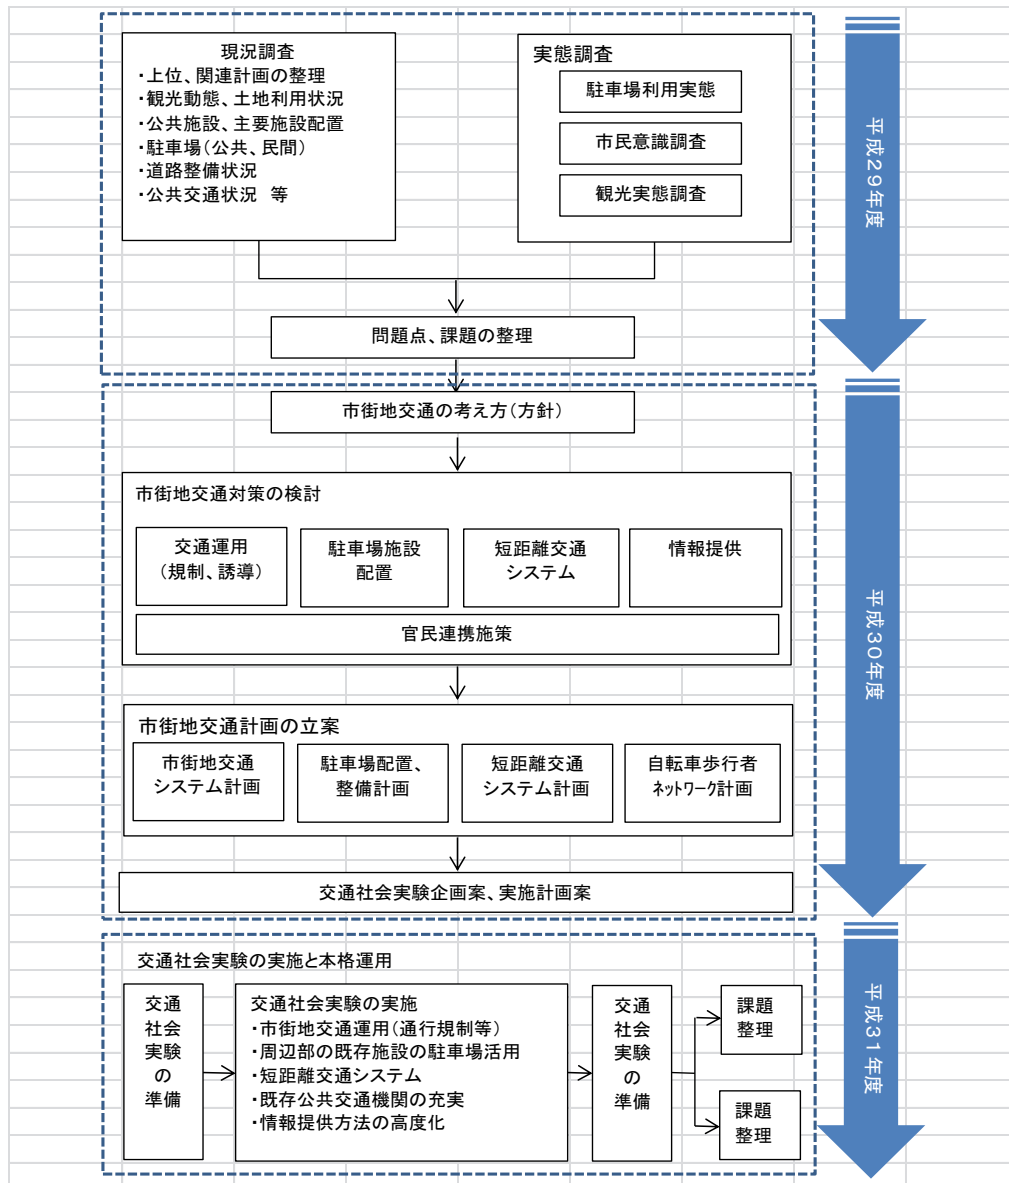 現況調査
・上位、関連計画の整理
・観光動態、土地利用状況
・公共施設、主要施設配置
・駐車場(公共、民間)
・道路整備状況
・公共交通状況　等
実態調査
駐車場利用実態
市民意識調査
観光実態調査
問題点、課題の整理
平成29年度
市街地交通の考え方(方針)
市街地交通対策の検討
交通運用
(規制、誘導)
駐車場施設
配置
短距離交通
システム
情報提供
官民連携施策
市街地交通計画の立案
市街地交通
システム計画
駐車場配置、
整備計画
短距離交通
システム計画
自転車歩行者
ネットワーク計画
交通社会実験企画案、実施計画案
平成30年度
交通社会実験の実施と本格運用
交通
社会
実験
の
準備
交通社会実験の実施
・市街地交通運用(通行規制等)
・周辺部の既存施設の駐車場活用
・短距離交通システム
・既存公共交通機関の充実
・情報提供方法の高度化
交通
社会
実験
の
準備
課題
整理
課題
整理
平成31年度